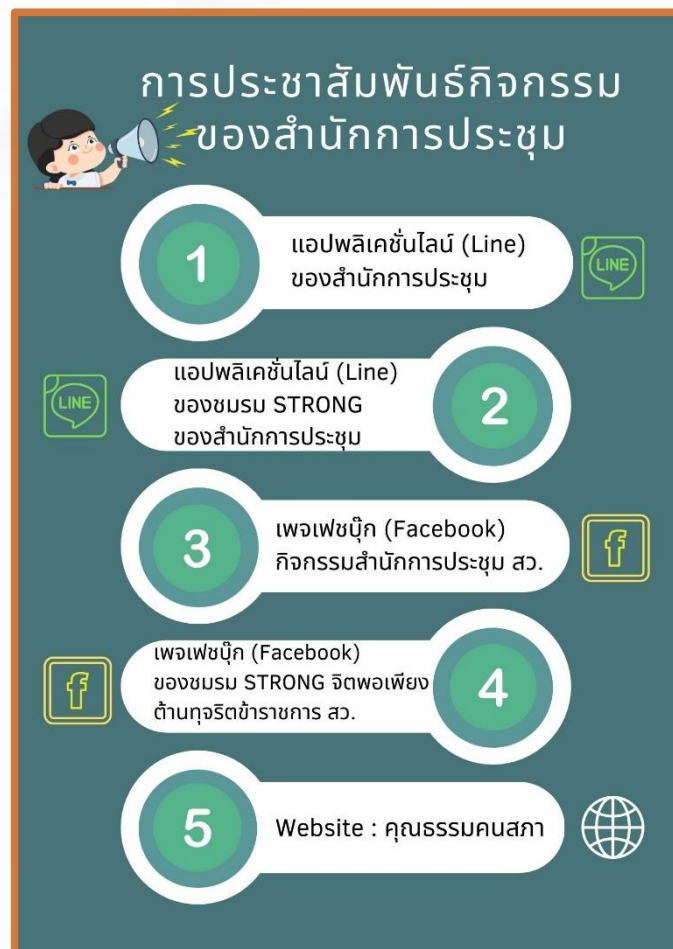 การประชาสัมพันธ์กิจกรรม
ของสำนักการประชุม
1
แอปพลิเคชั่นไลน์ (Line)
ของสำนักการประชุม
LINE
LINE
แอปพลิเคชั่นไลน์ (Line)
ของชมรม STRONG
ของสำนักการประชุม
2
3
เพจเฟซบุ๊ก (Facebook)
กิจกรรมสำนักการประชุม สว.
f
f
เพจเฟซบุ๊ก (Facebook)
ของชมรม STRONG จิตพอเพียง
ต้านทุจริตข้าราชการ สว.
4
5
Website : คุณธรรมคนสภา